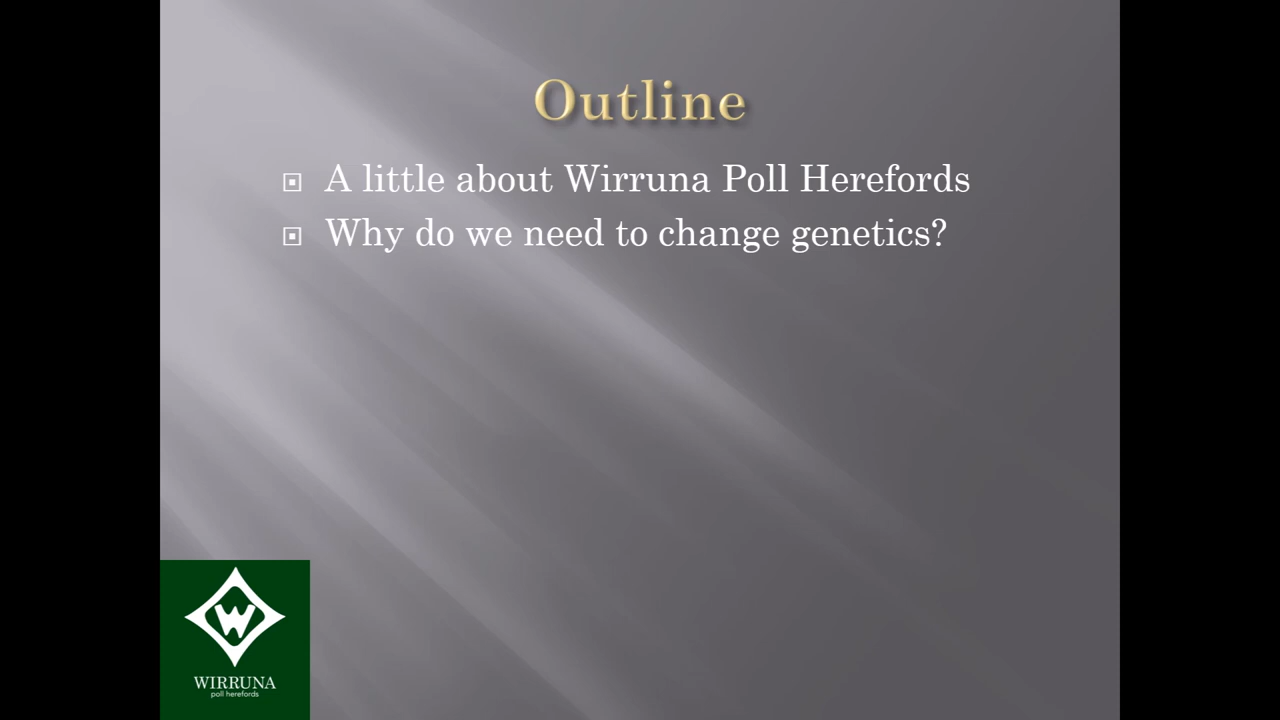 Outline
A little about Wirruna Poll Herefords
Why do we need to change genetics?
W
WIRRUNA
poll herefords